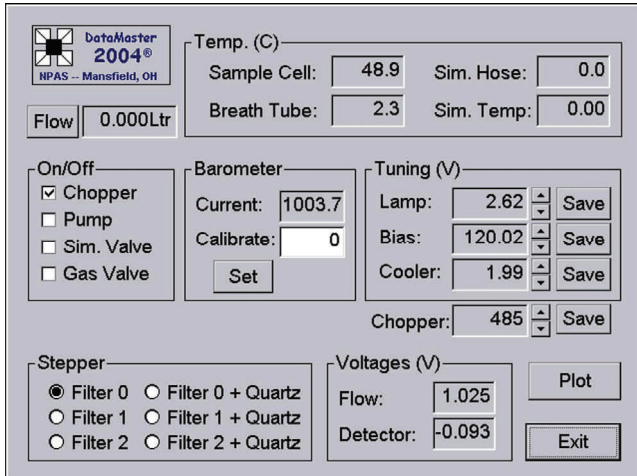 DataMaster
2004®
NPAS -- Mansfield, OH
Flow 0.000Ltr
Temp. (C)
Sample Cell: 48.9 Sim. Hose: 0.0
Breath Tube: 2.3 Sim. Temp: 0.00
On/Off
Chopper
Pump
Sim. Valve
Gas Valve
Barometer
Current: 1003.7
Calibrate: 0
Set
Tuning (V)
Lamp: 2.62 Save
Bias: 120.02 Save
Cooler: 1.99 Save
Chopper: 485 Save
Stepper
Filter 0 Filter 0 + Quartz
Filter 1 Filter 1 + Quartz
Filter 2 Filter 2 + Quartz
Voltages (V)
Flow: 1.025
Detector: -0.093
Plot
Exit